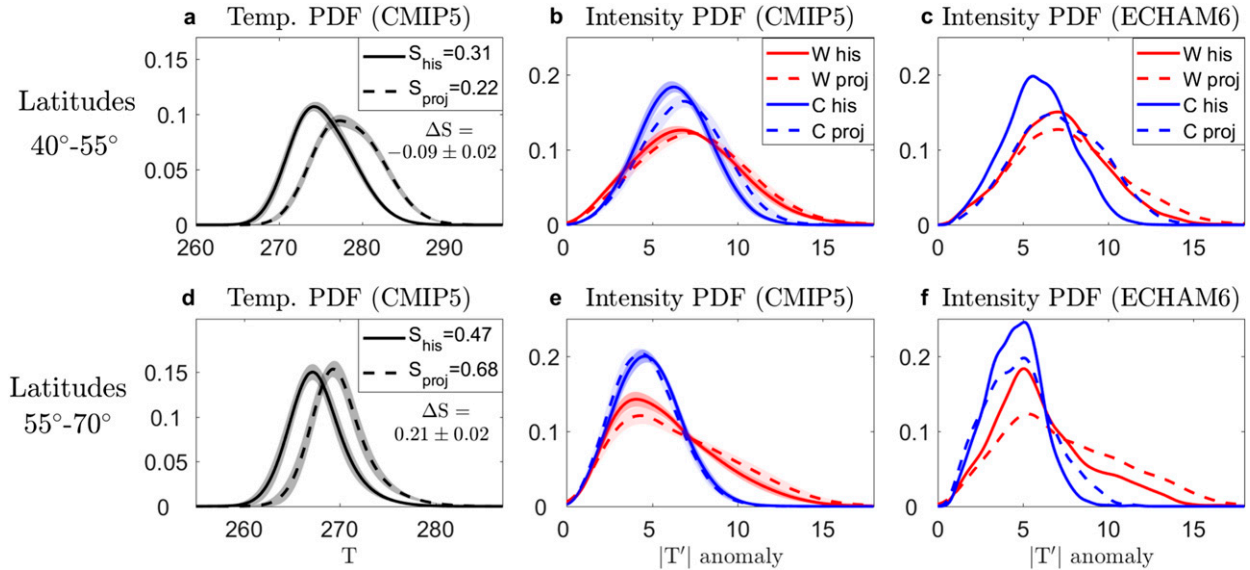 a Temp. PDF (CMIP5)
b Intensity PDF (CMIP5)
c Intensity PDF (ECHAM6)
Latitudes
40°-55°
0.15
0.1
0.05
0
260 270 280 290
S_his=0.31
S_proj=0.22
ΔS =
-0.09 ± 0.02
0.2
0.1
0
0 5 10 15
W his
W proj
C his
C proj
0.2
0.1
0
0 5 10 15
W his
W proj
C his
C proj
d Temp. PDF (CMIP5)
e Intensity PDF (CMIP5)
f Intensity PDF (ECHAM6)
Latitudes
55°-70°
0.15
0.1
0.05
0
260 270 280
T
S_his=0.47
S_proj=0.68
ΔS =
0.21 ± 0.02
0.2
0.1
0
0 5 10 15
|T′| anomaly
0.2
0.1
0
0 5 10 15
|T′| anomaly